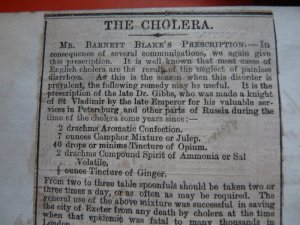 THE CHOLERA.
MR. BARNETT BLAKE'S PRESCRIPTION.—In
consequence of several communications, we again give
this prescription. It is well known that most cases of
English cholera are the result of the neglect of painless
diarrhœa. As this is the season when this disorder is
prevalent, the following remedy may be useful. It is the
prescription of the late Dr. Gibbs, who was made a knight
of St Vladimir by the late Emperor for his valuable ser-
vices in Petersburg and other parts of Russia during the
time of the cholera some years since:—
2 drachms Aromatic Confection.
7 ounces Camphor Mixture or Julep.
40 drops or minims Tincture of Opium.
2 drachms Compound Spirit of Ammonia or Sal
Volatile.
½ ounce Tincture of Ginger.
From two to three table spoonfuls should be taken two or
three times a day, or as often as may be required. The
general use of the above mixture was successful in saving
the city of Exeter from any death by cholera at the time
when that epidemic was fatal to many thousands in
London